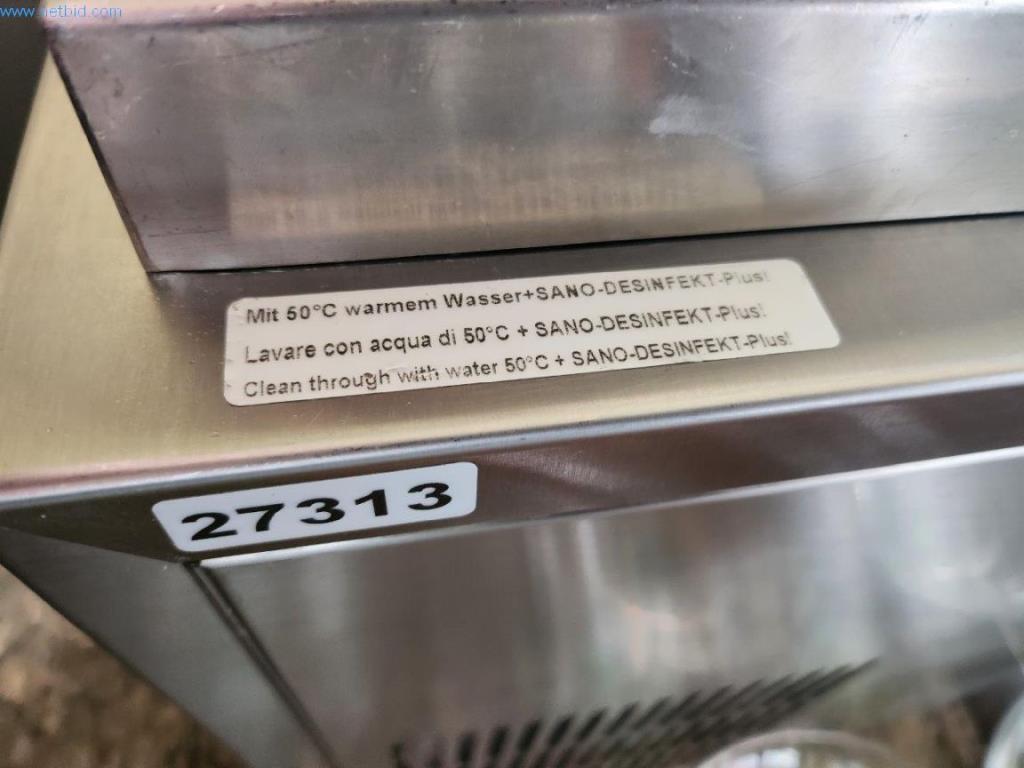 www.netbid.com
Mit 50°C warmem Wasser+SANO-DESINFEKT-Plus!
Lavare con acqua di 50°C + SANO-DESINFEKT-Plus!
Clean through with water 50°C + SANO-DESINFEKT-Plus!
27313